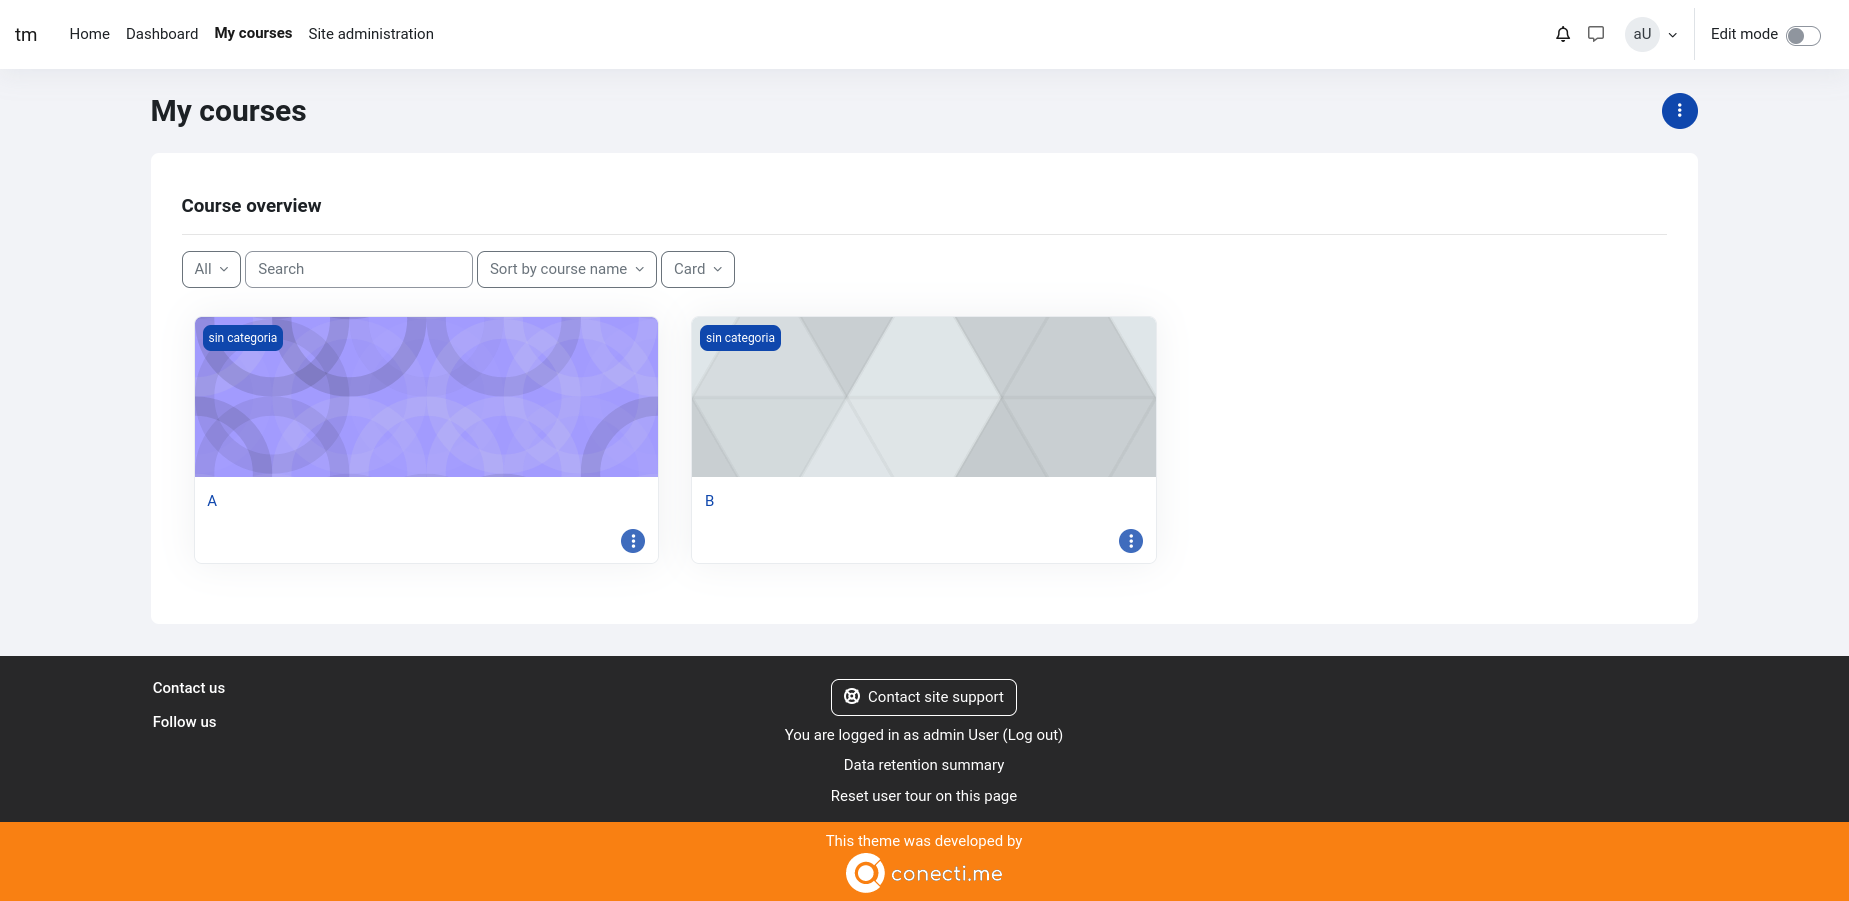 tm Home Dashboard My courses Site administration aU Edit mode
My courses
Course overview
All Search Sort by course name Card
sin categoria sin categoria
A B
Contact us
Follow us
Contact site support
You are logged in as admin User (Log out)
Data retention summary
Reset user tour on this page
This theme was developed by
conecti.me